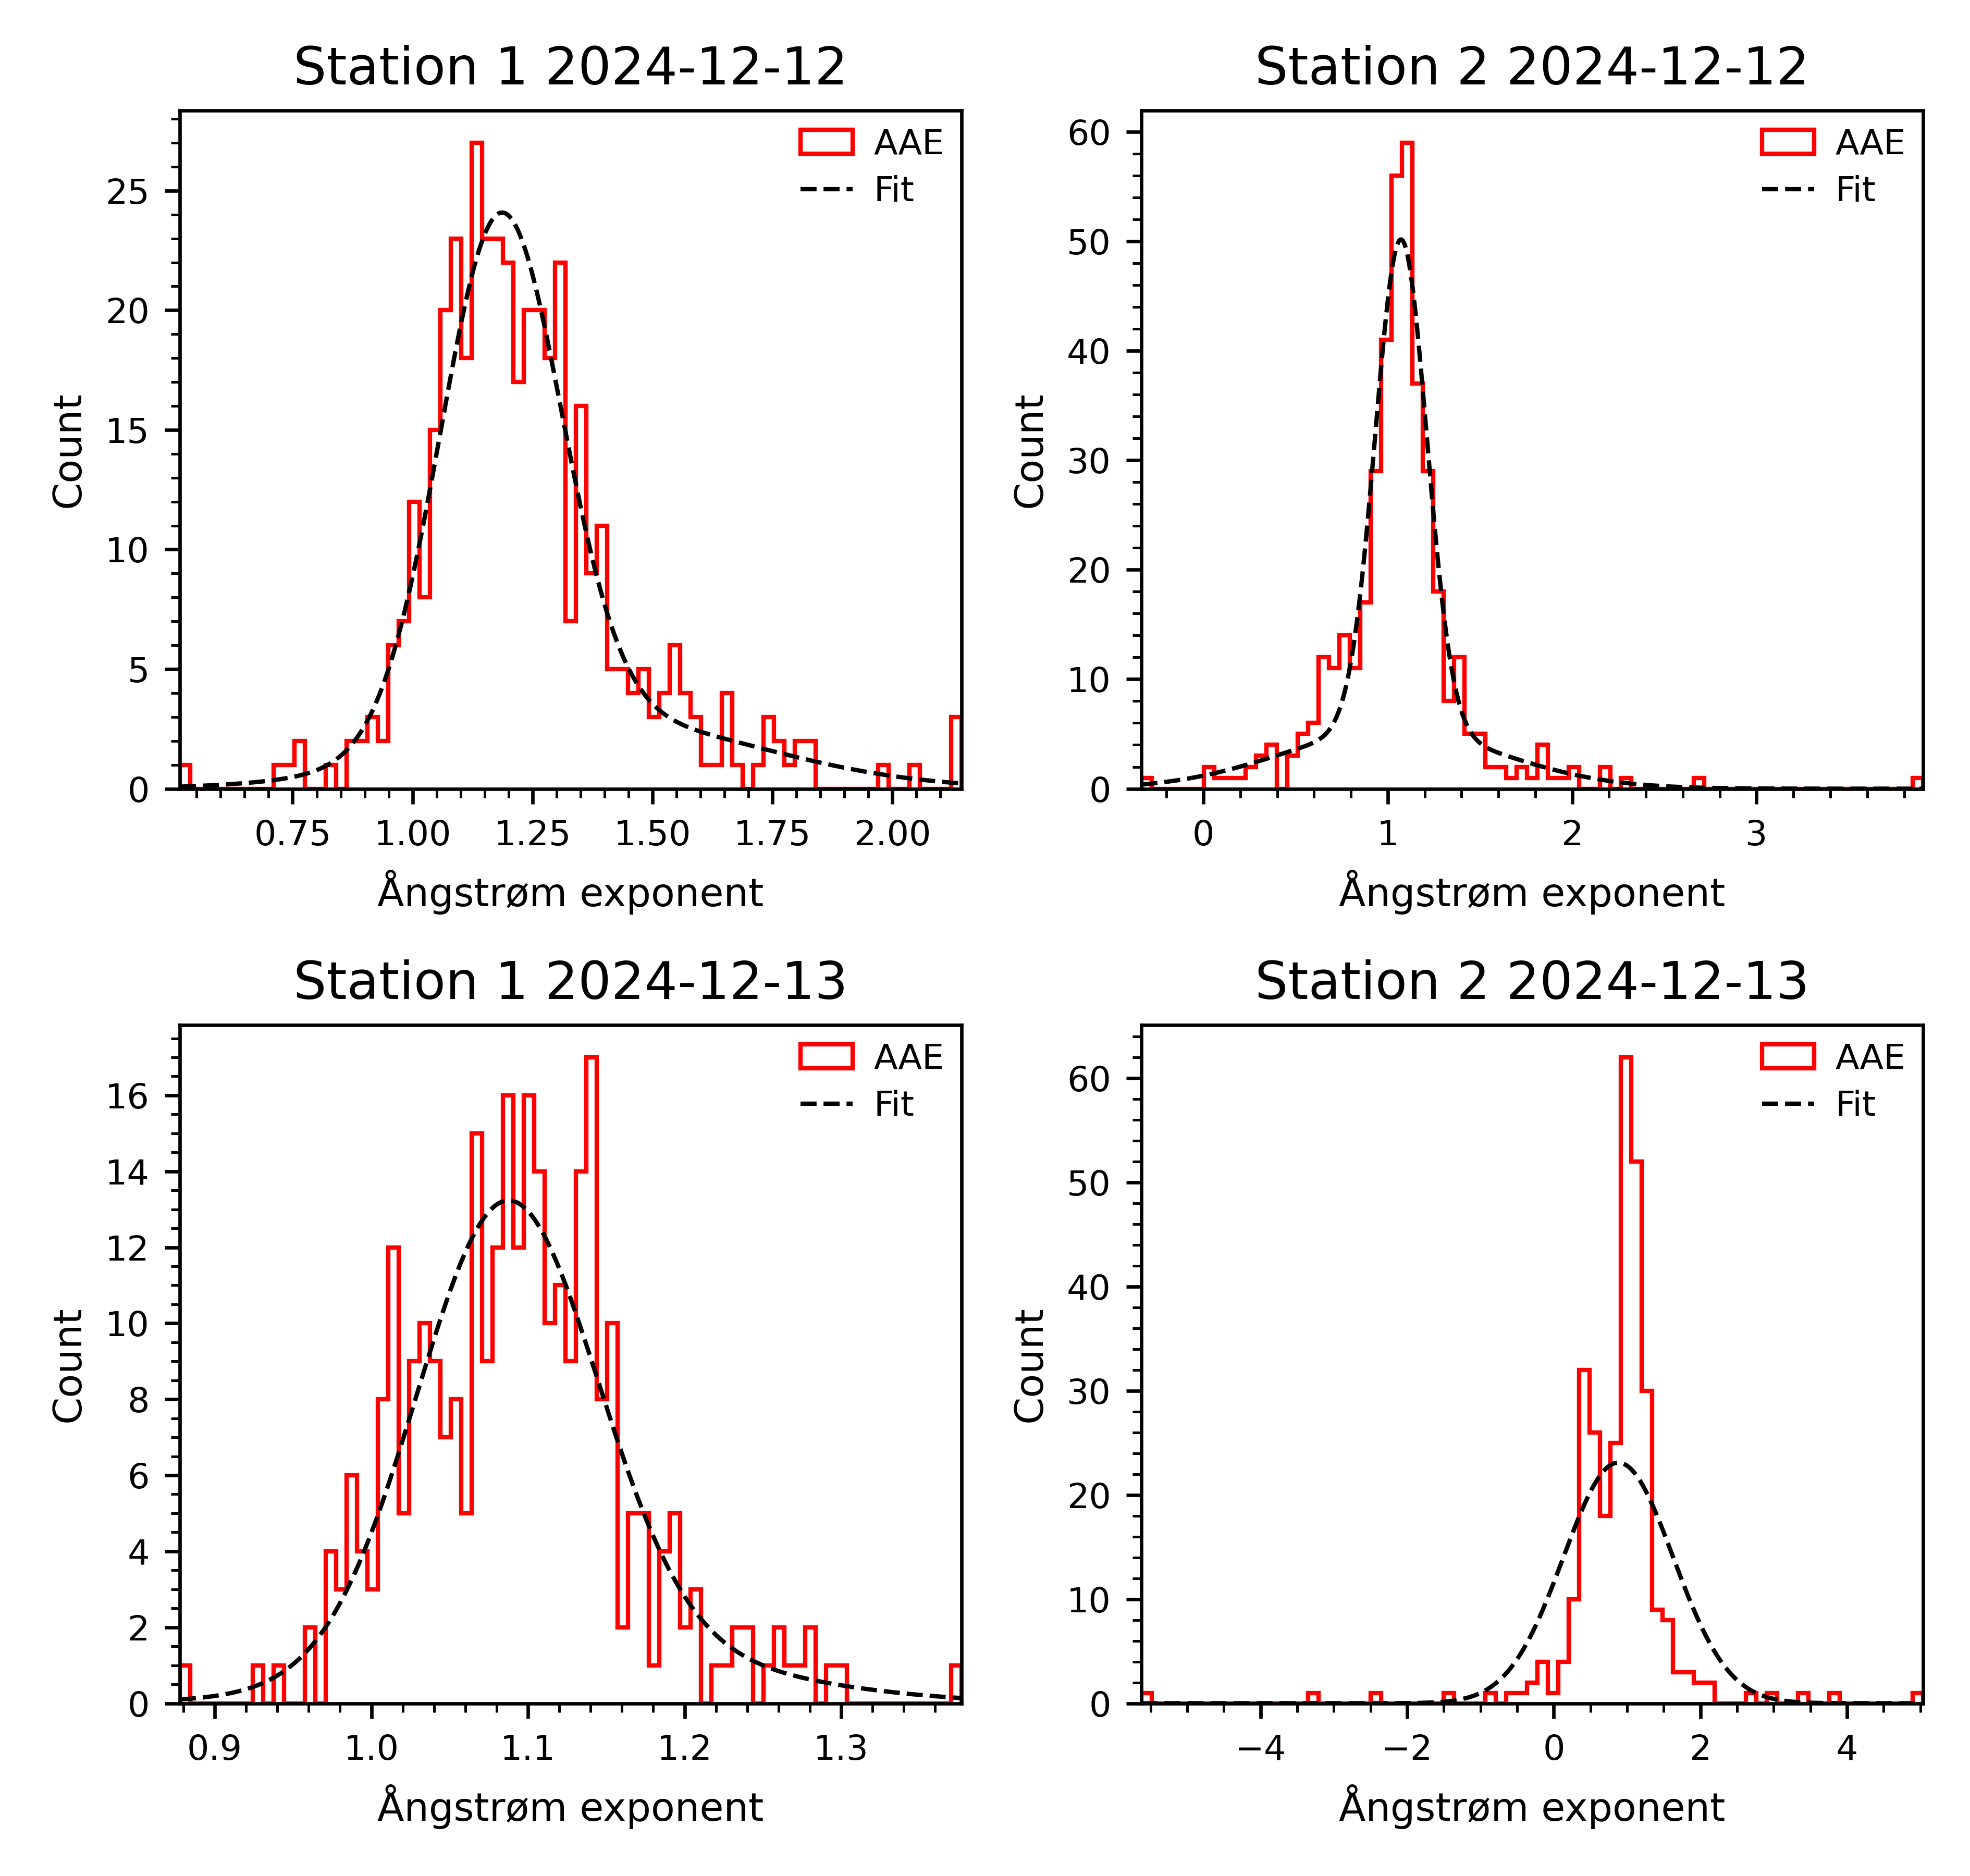 Station 1 2024-12-12
AAE
Fit
Count
25
20
15
10
5
0
0.75 1.00 1.25 1.50 1.75 2.00
Ångstrøm exponent
Station 2 2024-12-12
AAE
Fit
Count
60
50
40
30
20
10
0
0 1 2 3
Ångstrøm exponent
Station 1 2024-12-13
AAE
Fit
Count
16
14
12
10
8
6
4
2
0
0.9 1.0 1.1 1.2 1.3
Ångstrøm exponent
Station 2 2024-12-13
AAE
Fit
Count
60
50
40
30
20
10
0
−4 −2 0 2 4
Ångstrøm exponent